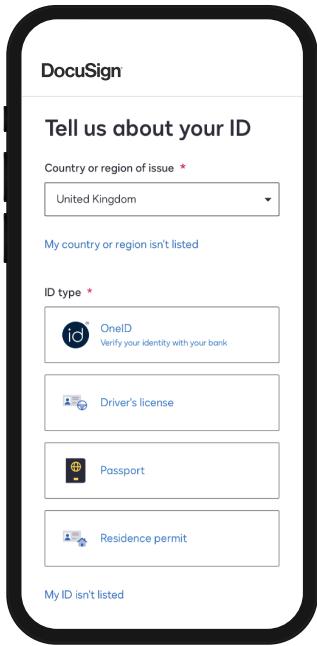 DocuSign
Tell us about your ID
Country or region of issue *
United Kingdom
My country or region isn't listed
ID type *
id
OneID
Verify your identity with your bank
Driver's license
Passport
Residence permit
My ID isn't listed